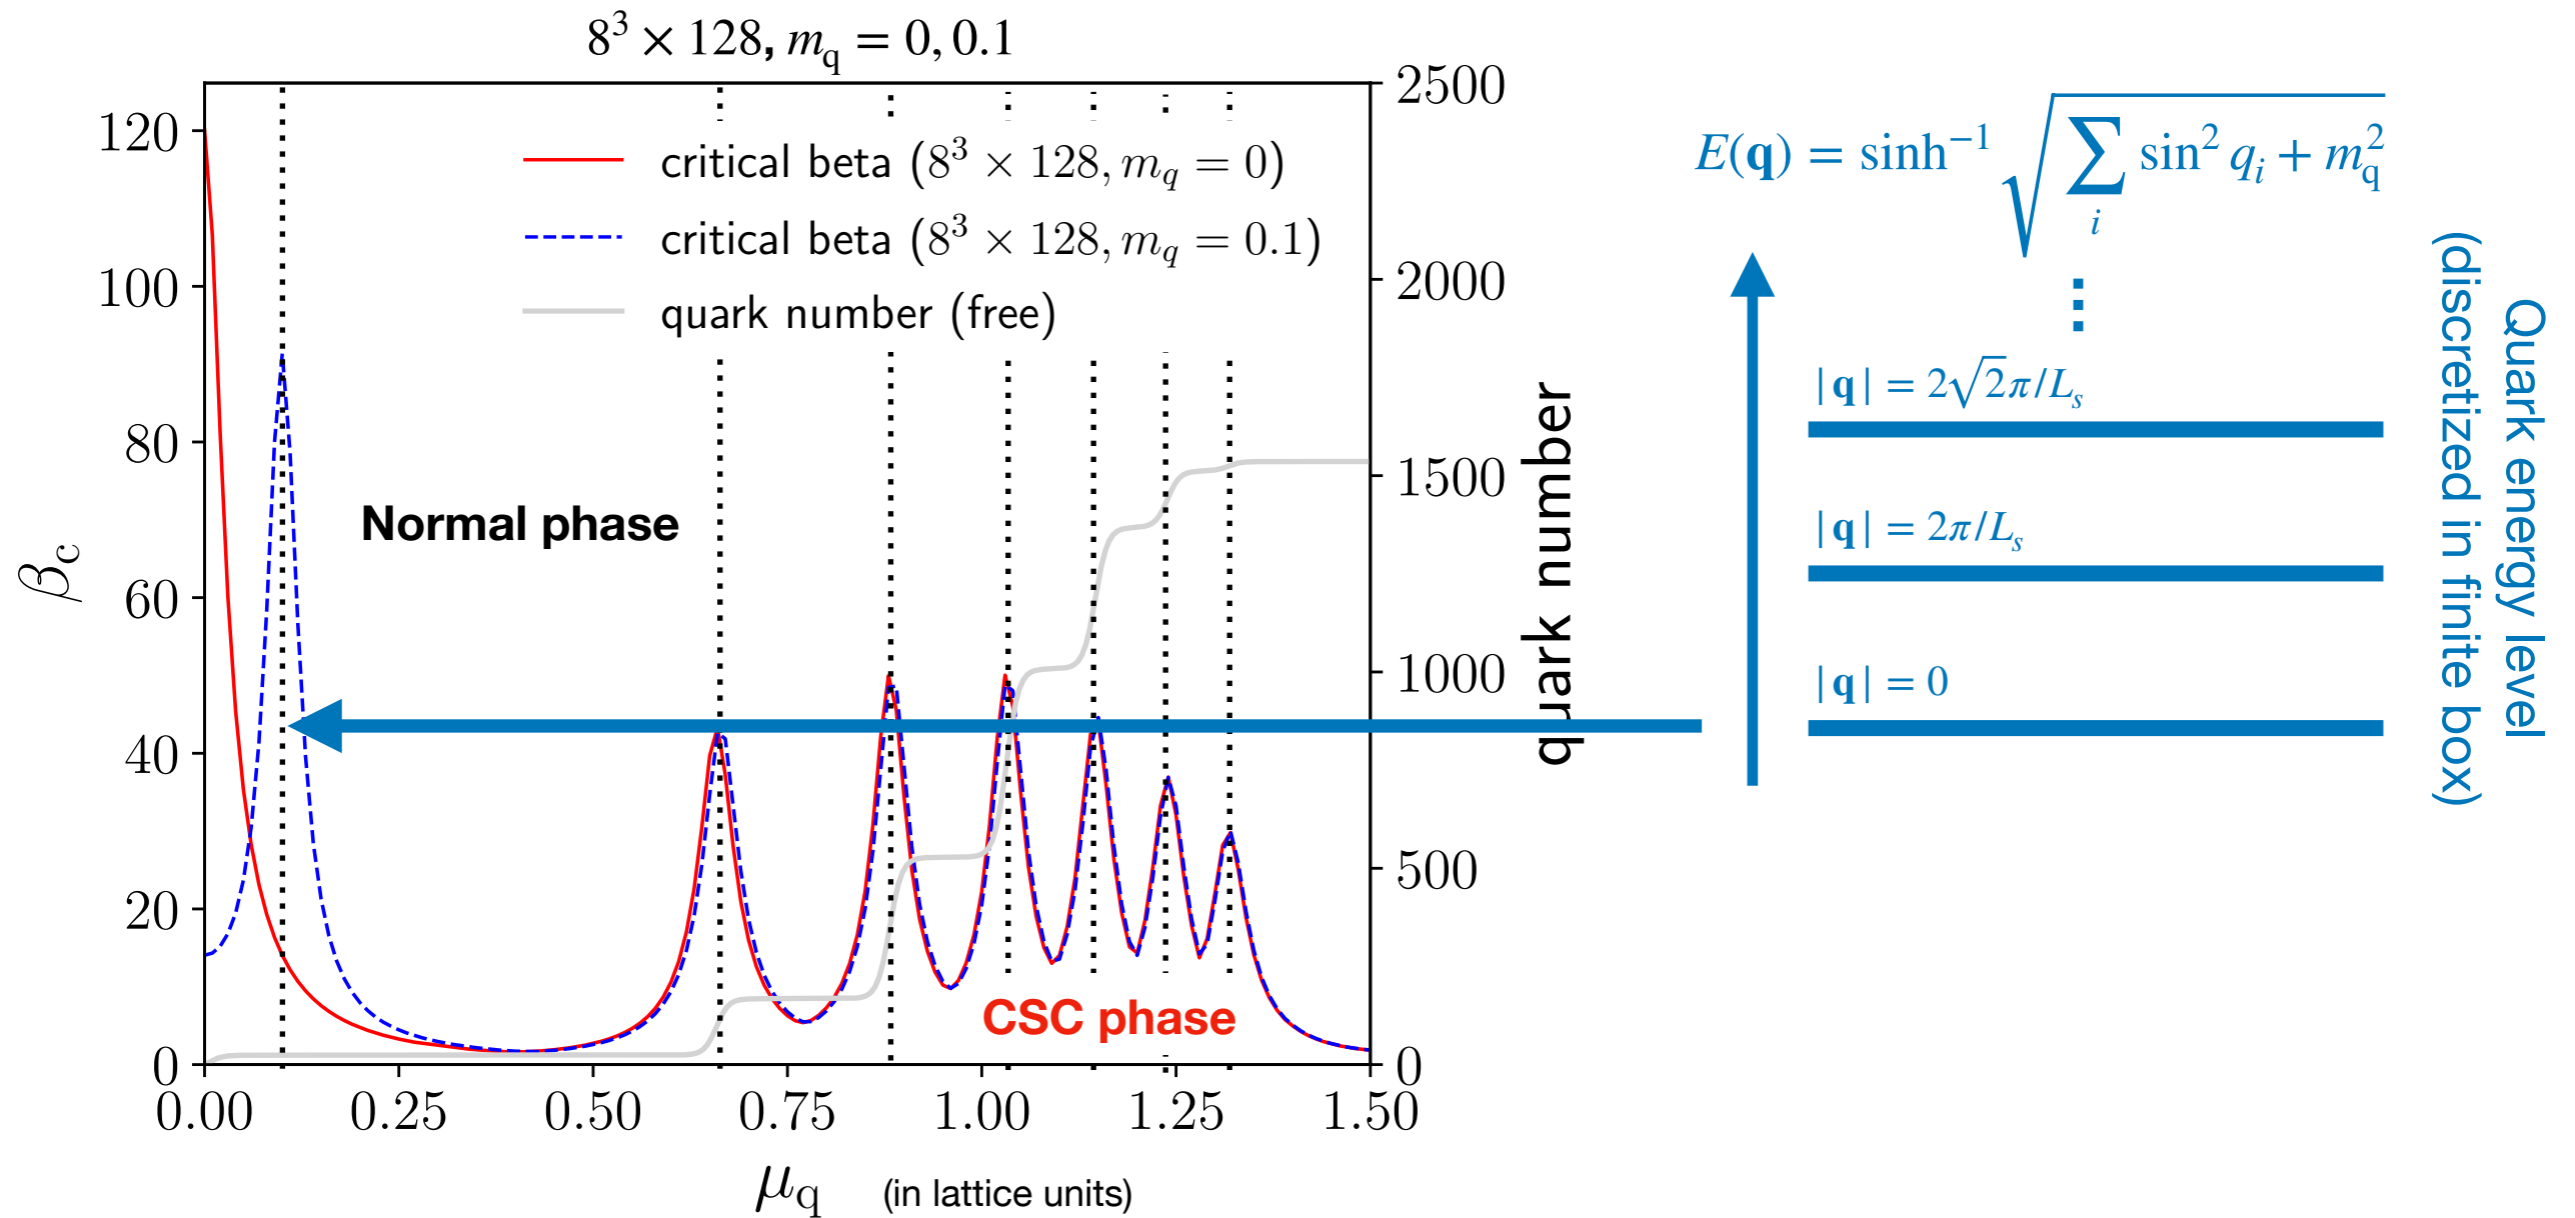 8³ × 128, m_q = 0, 0.1
critical beta (8³ × 128, m_q = 0)
critical beta (8³ × 128, m_q = 0.1)
quark number (free)
Normal phase
CSC phase
β_c
120
100
80
60
40
20
0
0.00 0.25 0.50 0.75 1.00 1.25 1.50
μ_q (in lattice units)
2500
2000
1500
1000
500
0
quark number
E(q) = sinh⁻¹ √(∑_i sin² q_i + m_q²)
⋮
|q| = 2√2π/L_s
|q| = 2π/L_s
|q| = 0
Quark energy level
(discretized in finite box)